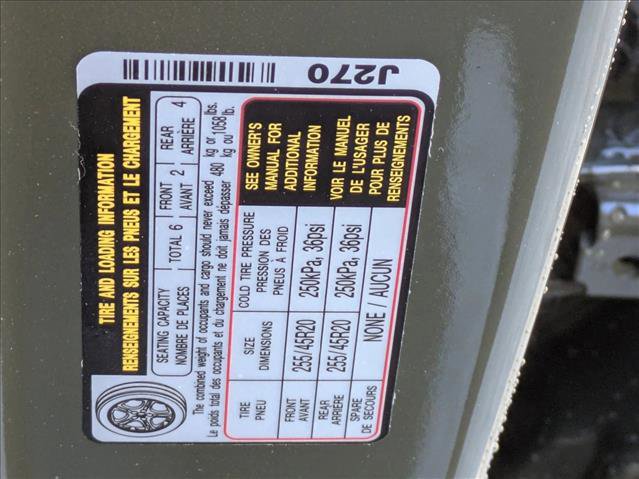 TIRE AND LOADING INFORMATION
RENSEIGNEMENTS SUR LES PNEUS ET LE CHARGEMENT
SEATING CAPACITY
NOMBRE DE PLACES
TOTAL 6
FRONT
AVANT 2
REAR
ARRIÈRE 4
The combined weight of occupants and cargo should never exceed
Le poids total des occupants et du chargement ne doit jamais dépasser
480 kg or 1058 lbs.
kg ou lb.
TIRE
PNEU
SIZE
DIMENSIONS
COLD TIRE PRESSURE
PRESSION DES
PNEUS À FROID
FRONT
AVANT
255/45R20
250kPa, 36psi
REAR
ARRIÈRE
255/45R20
250kPa, 36psi
SPARE
DE SECOURS
NONE / AUCUN
SEE OWNER'S
MANUAL FOR
ADDITIONAL
INFORMATION
VOIR LE MANUEL
DE L'USAGER
POUR PLUS DE
RENSEIGNEMENTS
J270